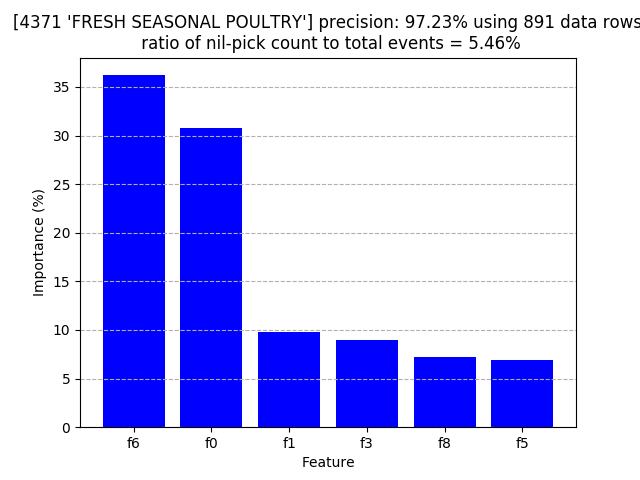 [4371 'FRESH SEASONAL POULTRY'] precision: 97.23% using 891 data rows
ratio of nil-pick count to total events = 5.46%
35
30
25
20
15
10
5
0
Importance (%)
f6 f0 f1 f3 f8 f5
Feature